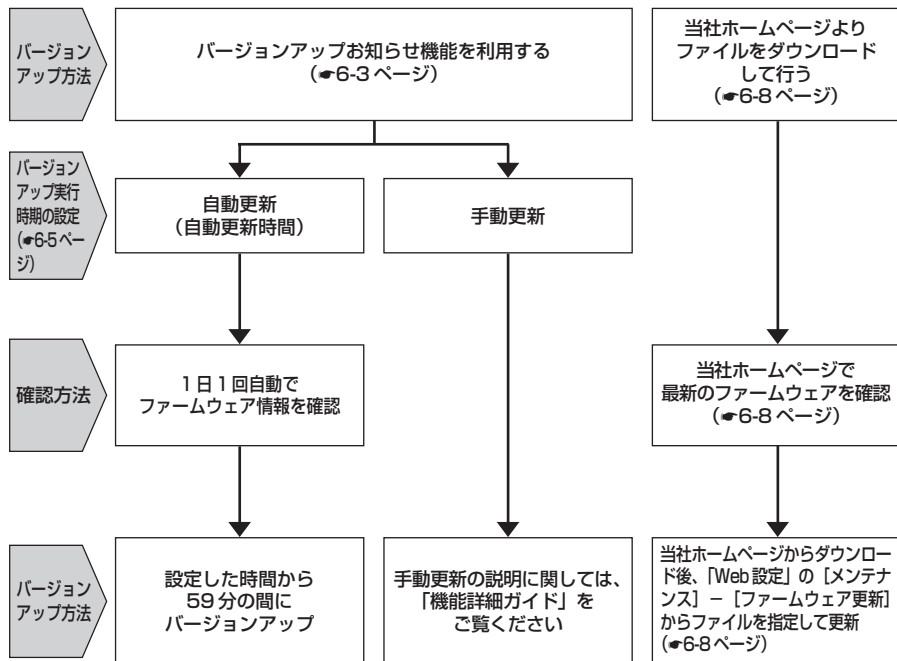 バージョン
アップ方法
バージョンアップお知らせ機能を利用する
（☛6-3ページ）
当社ホームページより
ファイルをダウンロード
して行う
（☛6-8ページ）
バージョン
アップ実行
時期の設定
（☛6-5ペー
ジ）
自動更新
（自動更新時間）
手動更新
確認方法
1日1回自動で
ファームウェア情報を確認
当社ホームページで
最新のファームウェアを確認
（☛6-8ページ）
バージョン
アップ方法
設定した時間から
59分の間に
バージョンアップ
手動更新の説明に関しては、
「機能詳細ガイド」を
ご覧ください
当社ホームページからダウンロー
ド後、「Web設定」の［メンテナ
ンス］－［ファームウェア更新］
からファイルを指定して更新
（☛6-8ページ）